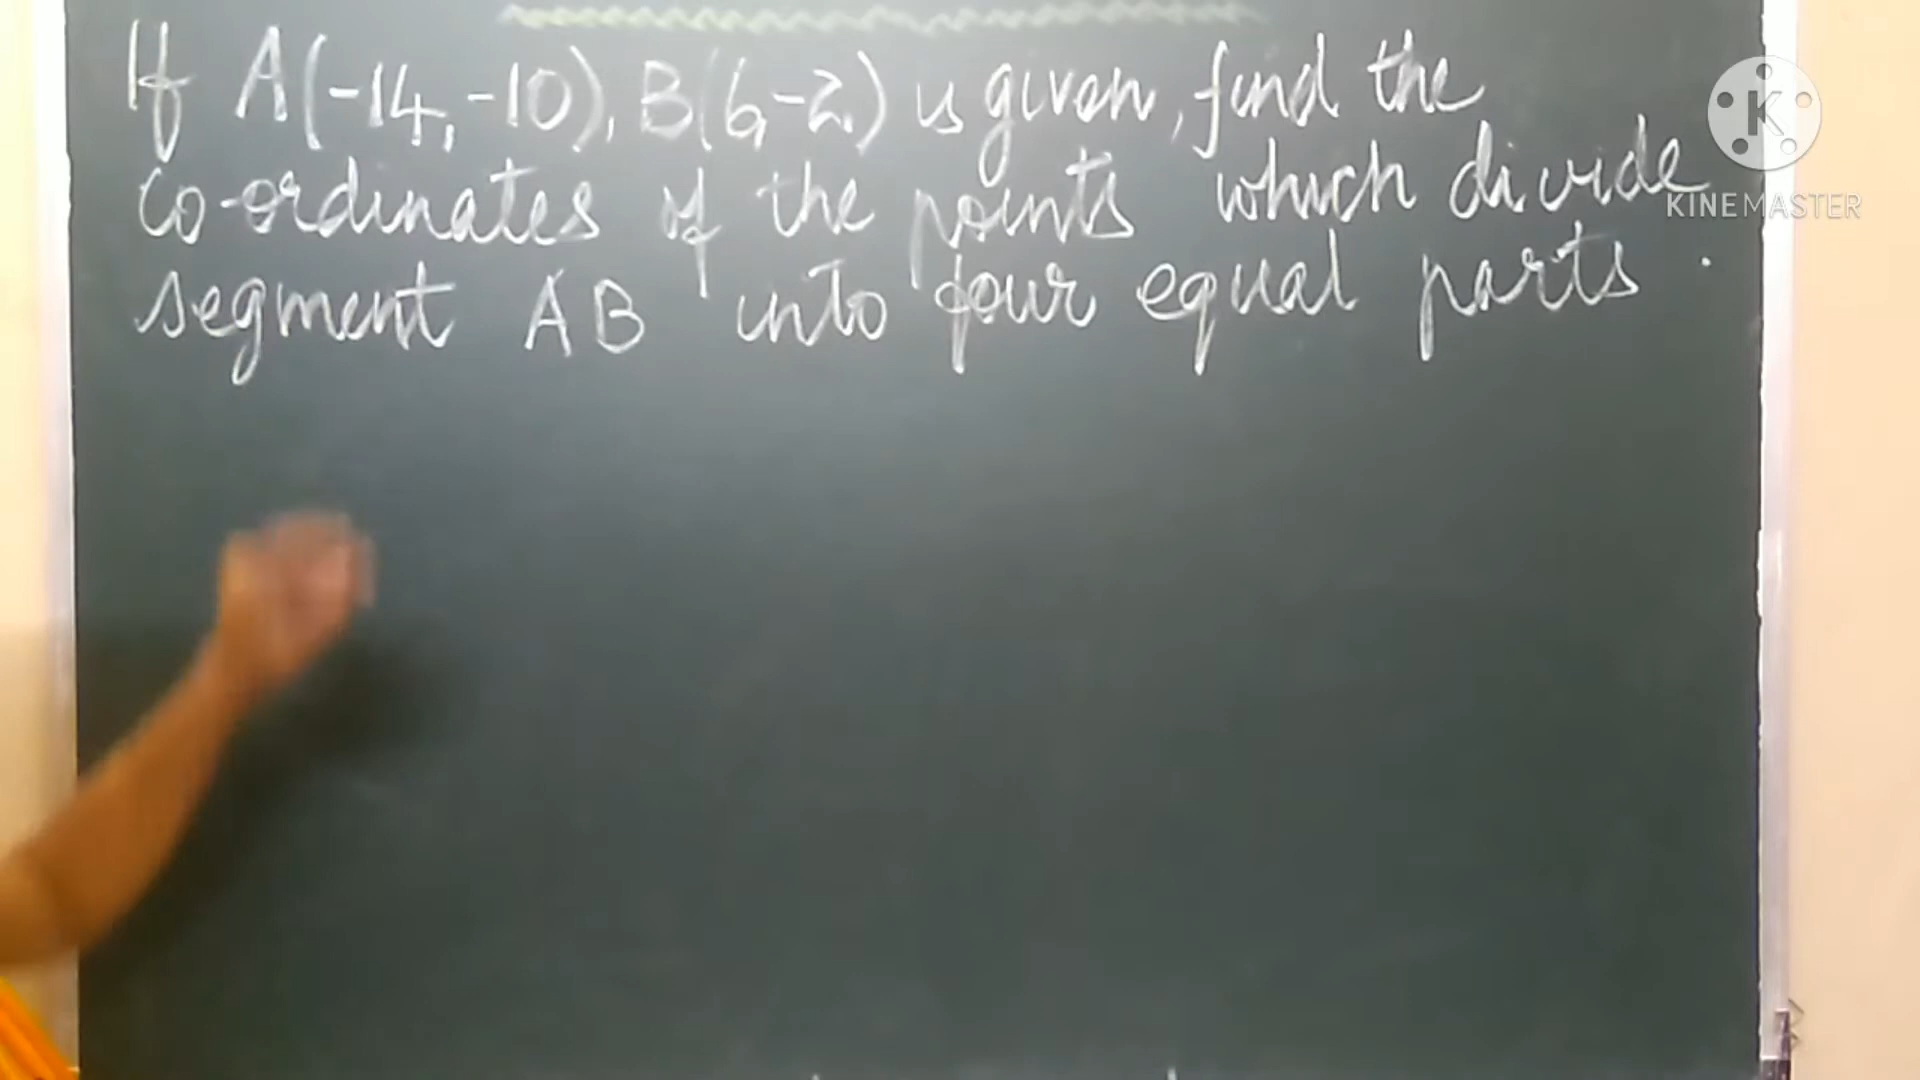 If A(-14, -10), B(6, -2) is given, find the
co-ordinates of the points which divide
segment AB into four equal parts.
K
KINEMASTER